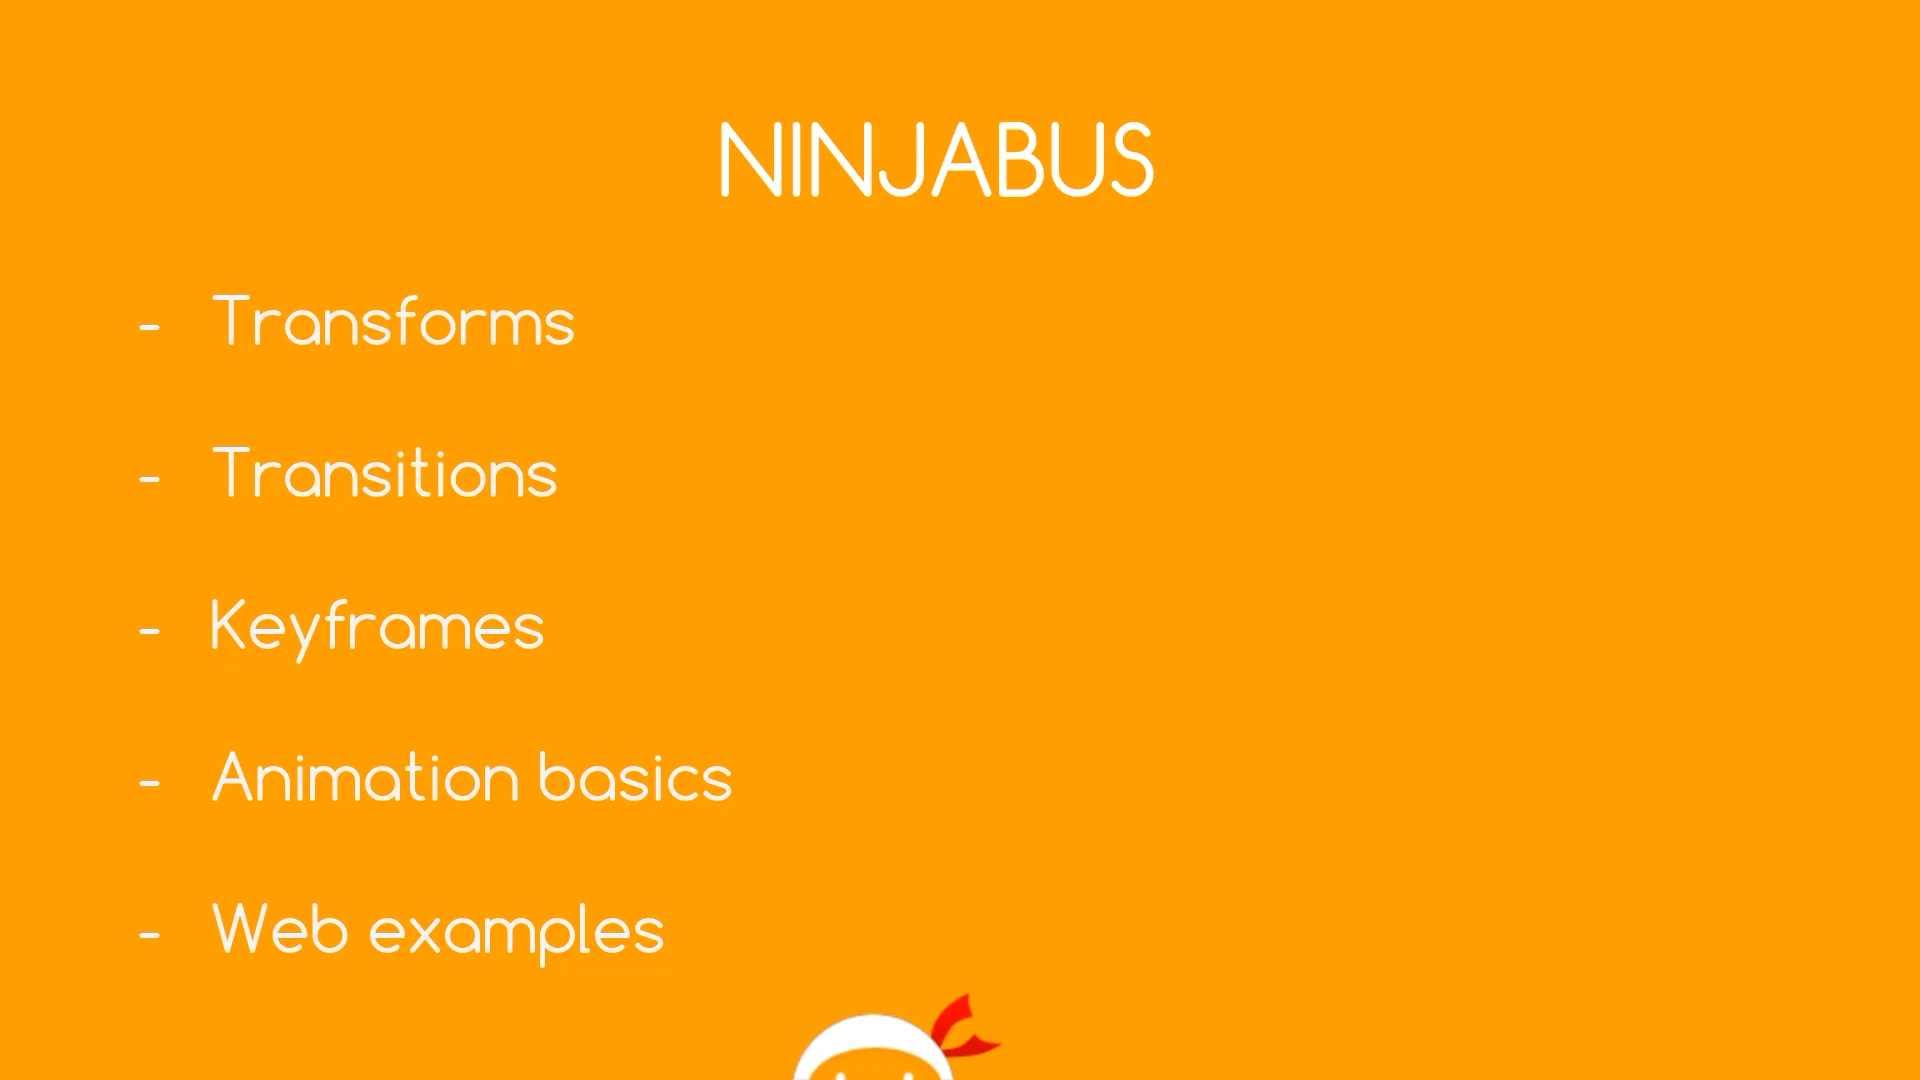 NINJABUS
- Transforms
- Transitions
- Keyframes
- Animation basics
- Web examples